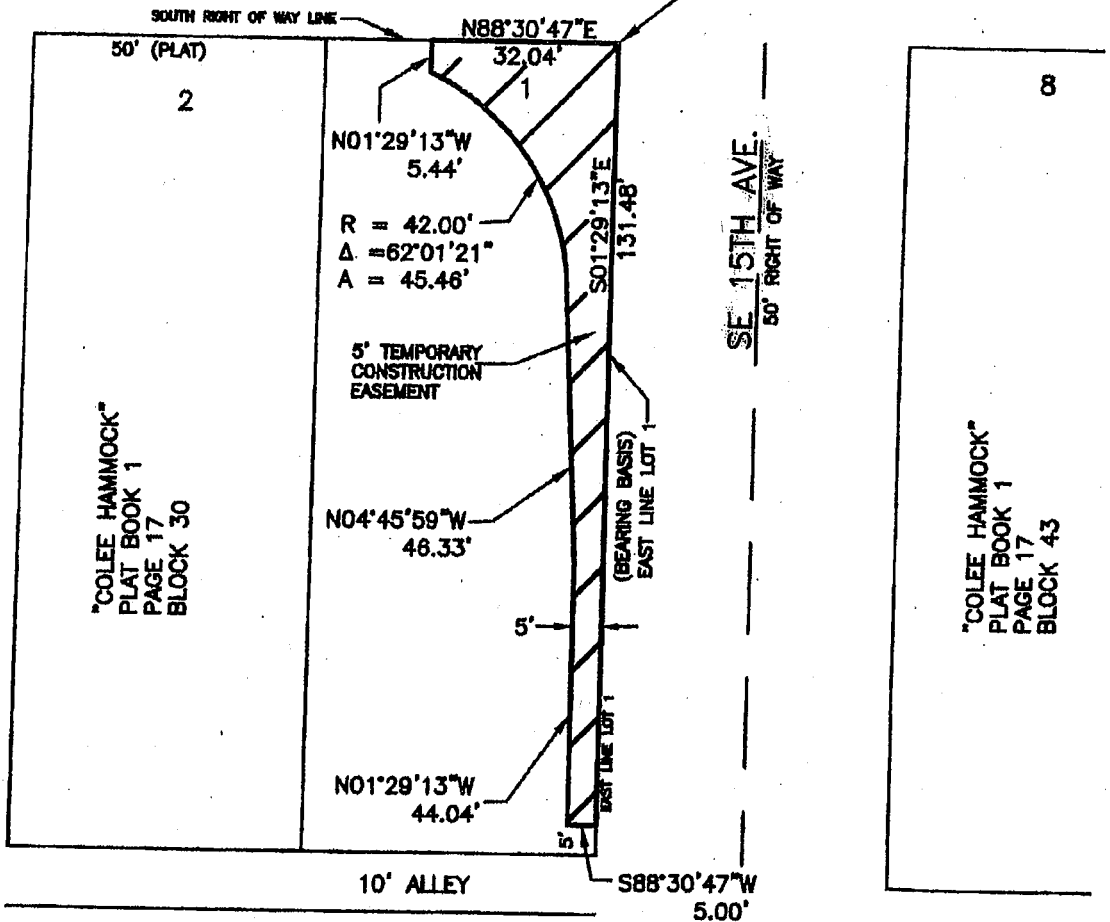 SOUTH RIGHT OF WAY LINE
N88°30'47"E
32.04'
50' (PLAT)
2
1
8
N01°29'13"W
5.44'
R = 42.00'
Δ =62°01'21"
A = 45.46'
S01°29'13"E
131.48'
SE 15TH AVE.
50' RIGHT OF WAY
5' TEMPORARY
CONSTRUCTION
EASEMENT
(BEARING BASIS)
EAST LINE LOT 1
"COLEE HAMMOCK"
PLAT BOOK 1
PAGE 17
BLOCK 30
N04°45'59"W
46.33'
"COLEE HAMMOCK"
PLAT BOOK 1
PAGE 17
BLOCK 43
5'
EAST LINE LOT 1
N01°29'13"W
44.04'
5'
10' ALLEY
S88°30'47"W
5.00'